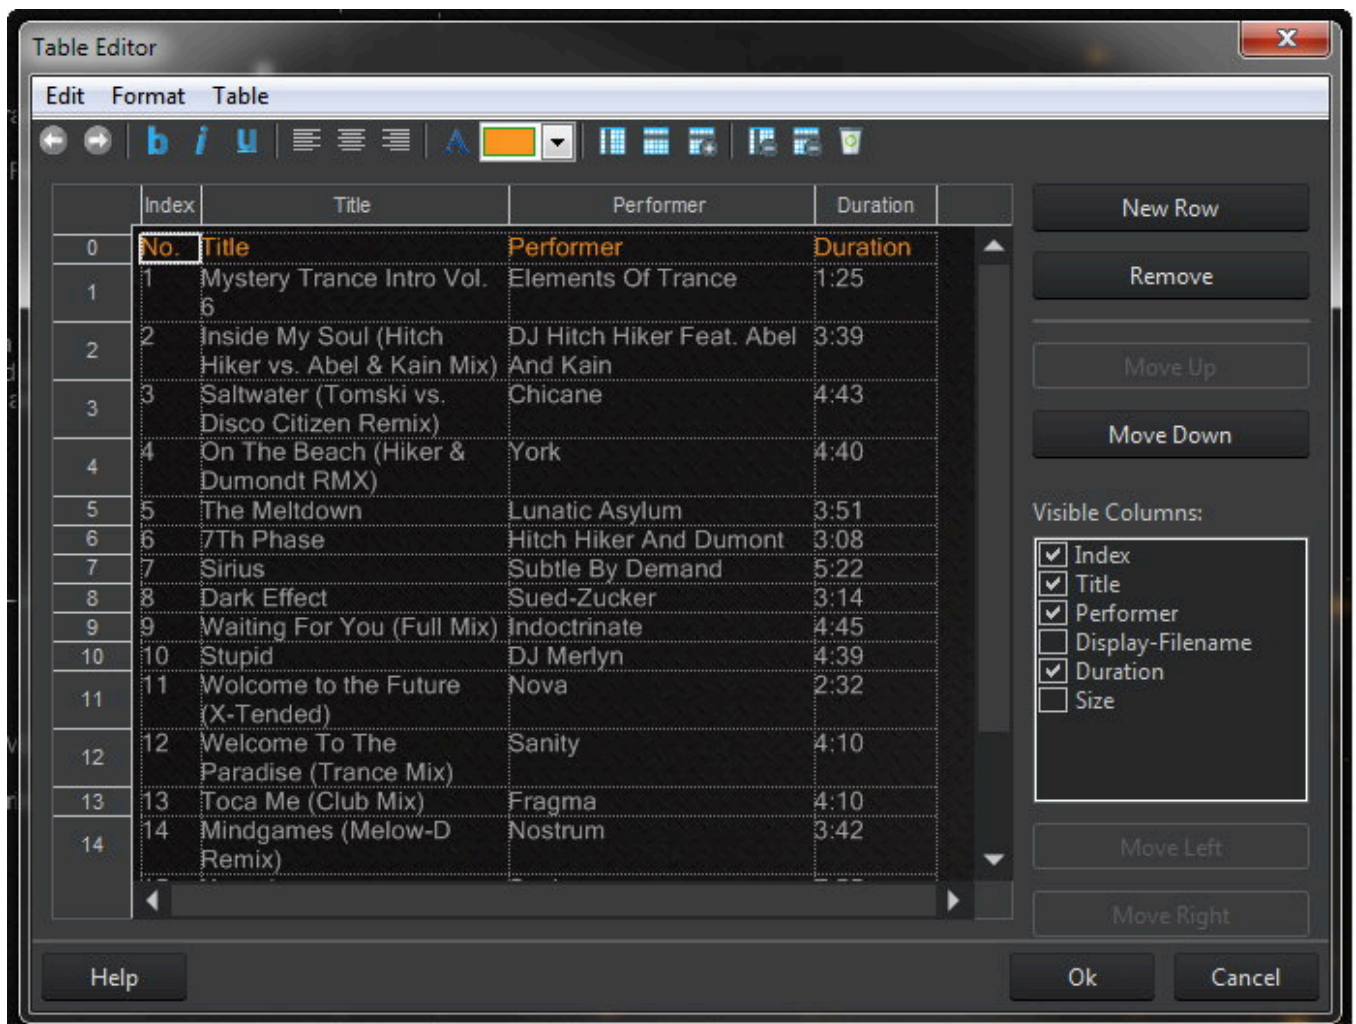 Table Editor
Edit Format Table
b i u A
Index Title Performer Duration
0 No. Title Performer Duration
1 1 Mystery Trance Intro Vol. Elements Of Trance 1:25
6
2 2 Inside My Soul (Hitch DJ Hitch Hiker Feat. Abel 3:39
Hiker vs. Abel & Kain Mix) And Kain
3 3 Saltwater (Tomski vs. Chicane 4:43
Disco Citizen Remix)
4 4 On The Beach (Hiker & York 4:40
Dumondt RMX)
5 5 The Meltdown Lunatic Asylum 3:51
6 6 7Th Phase Hitch Hiker And Dumont 3:08
7 7 Sirius Subtle By Demand 5:22
8 8 Dark Effect Sued-Zucker 3:14
9 9 Waiting For You (Full Mix) Indoctrinate 4:45
10 10 Stupid DJ Merlyn 4:39
11 11 Wolcome to the Future Nova 2:32
(X-Tended)
12 12 Welcome To The Sanity 4:10
Paradise (Trance Mix)
13 13 Toca Me (Club Mix) Fragma 4:10
14 14 Mindgames (Melow-D Nostrum 3:42
Remix)
New Row
Remove
Move Up
Move Down
Visible Columns:
Index
Title
Performer
Display-Filename
Duration
Size
Move Left
Move Right
Help Ok Cancel